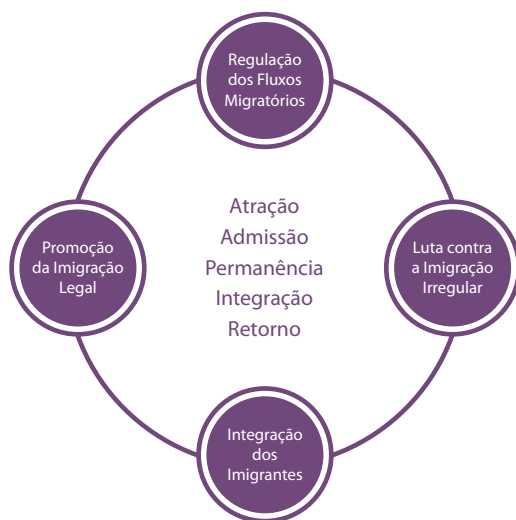 Regulação
dos Fluxos
Migratórios
Promoção
da Imigração
Legal
Atração
Admissão
Permanência
Integração
Retorno
Luta contra
a Imigração
Irregular
Integração
dos
Imigrantes